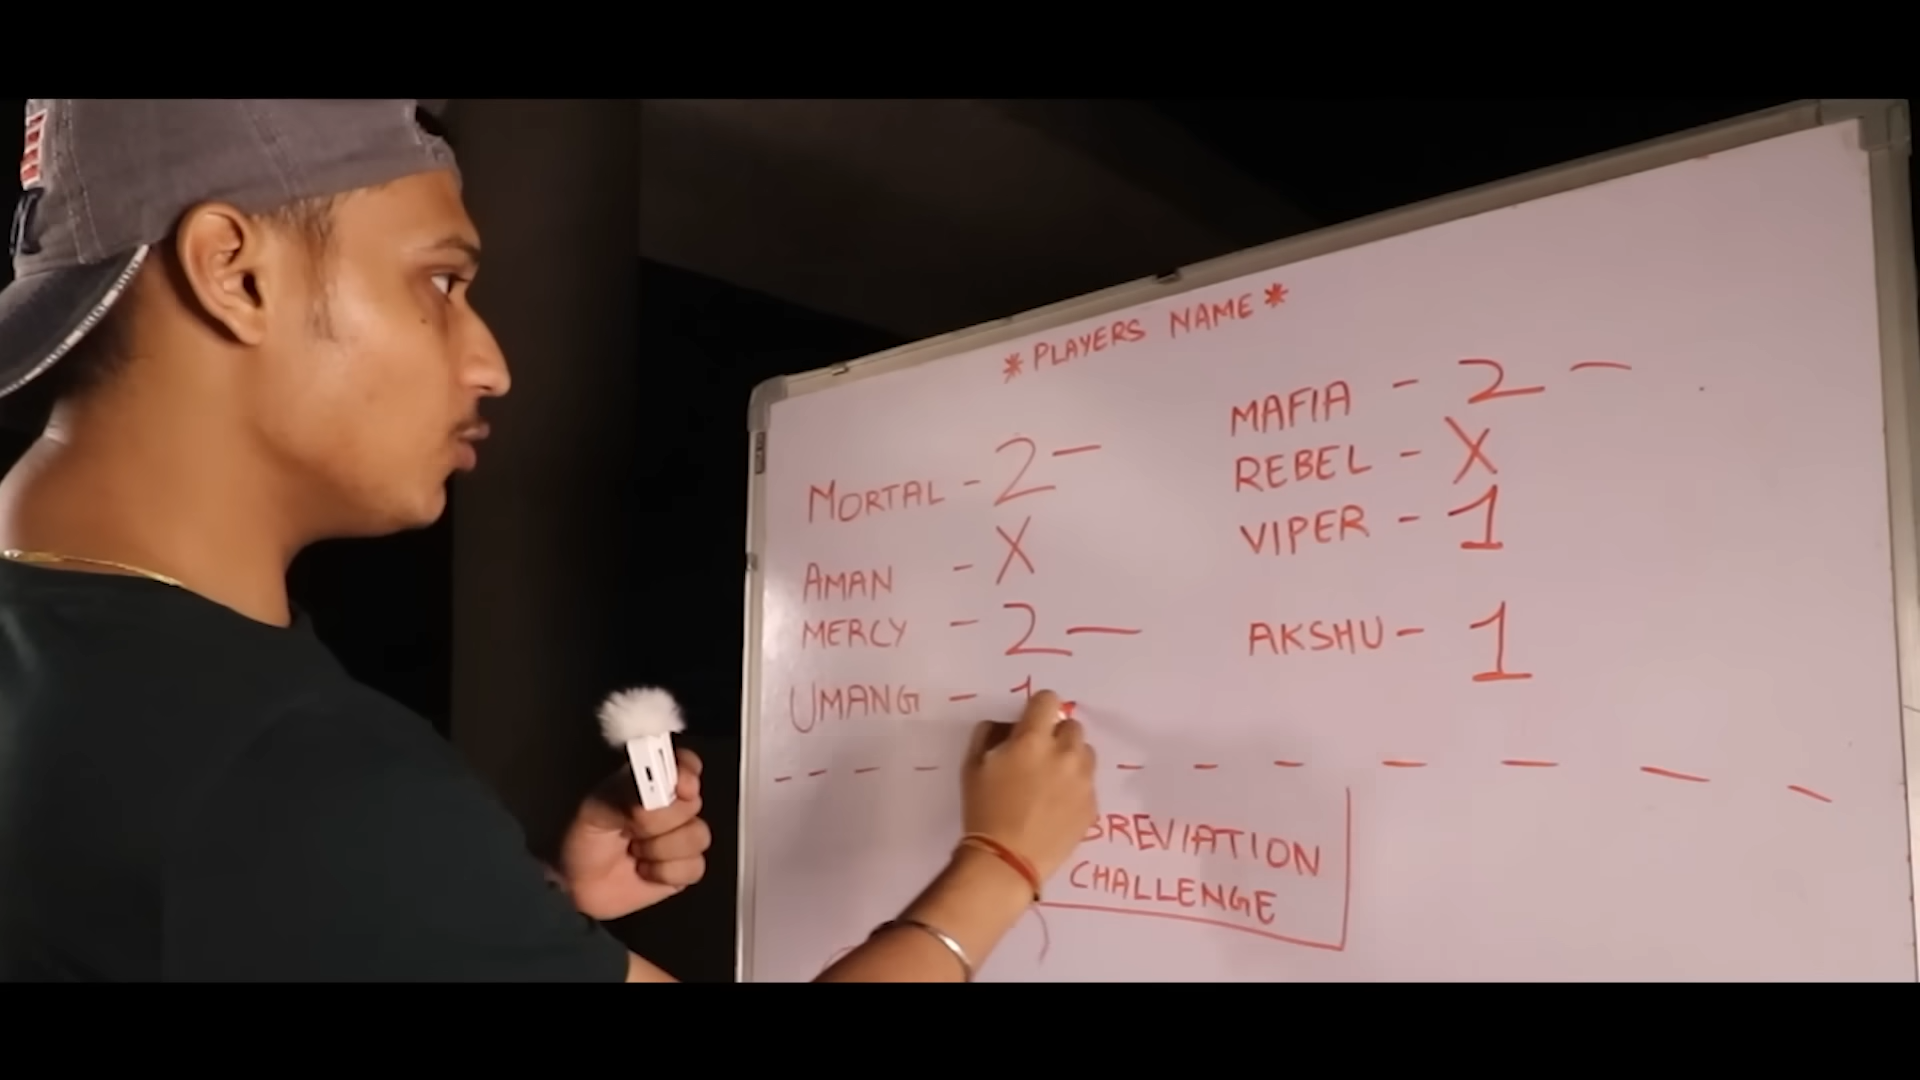 *PLAYERS NAME*
MORTAL - 2 -
AMAN - X
MERCY - 2 -
UMANG - 1
MAFIA - 2 -
REBEL - X
VIPER - 1
AKSHU - 1
- - - - - - - - - - -
BREVIATION
CHALLENGE